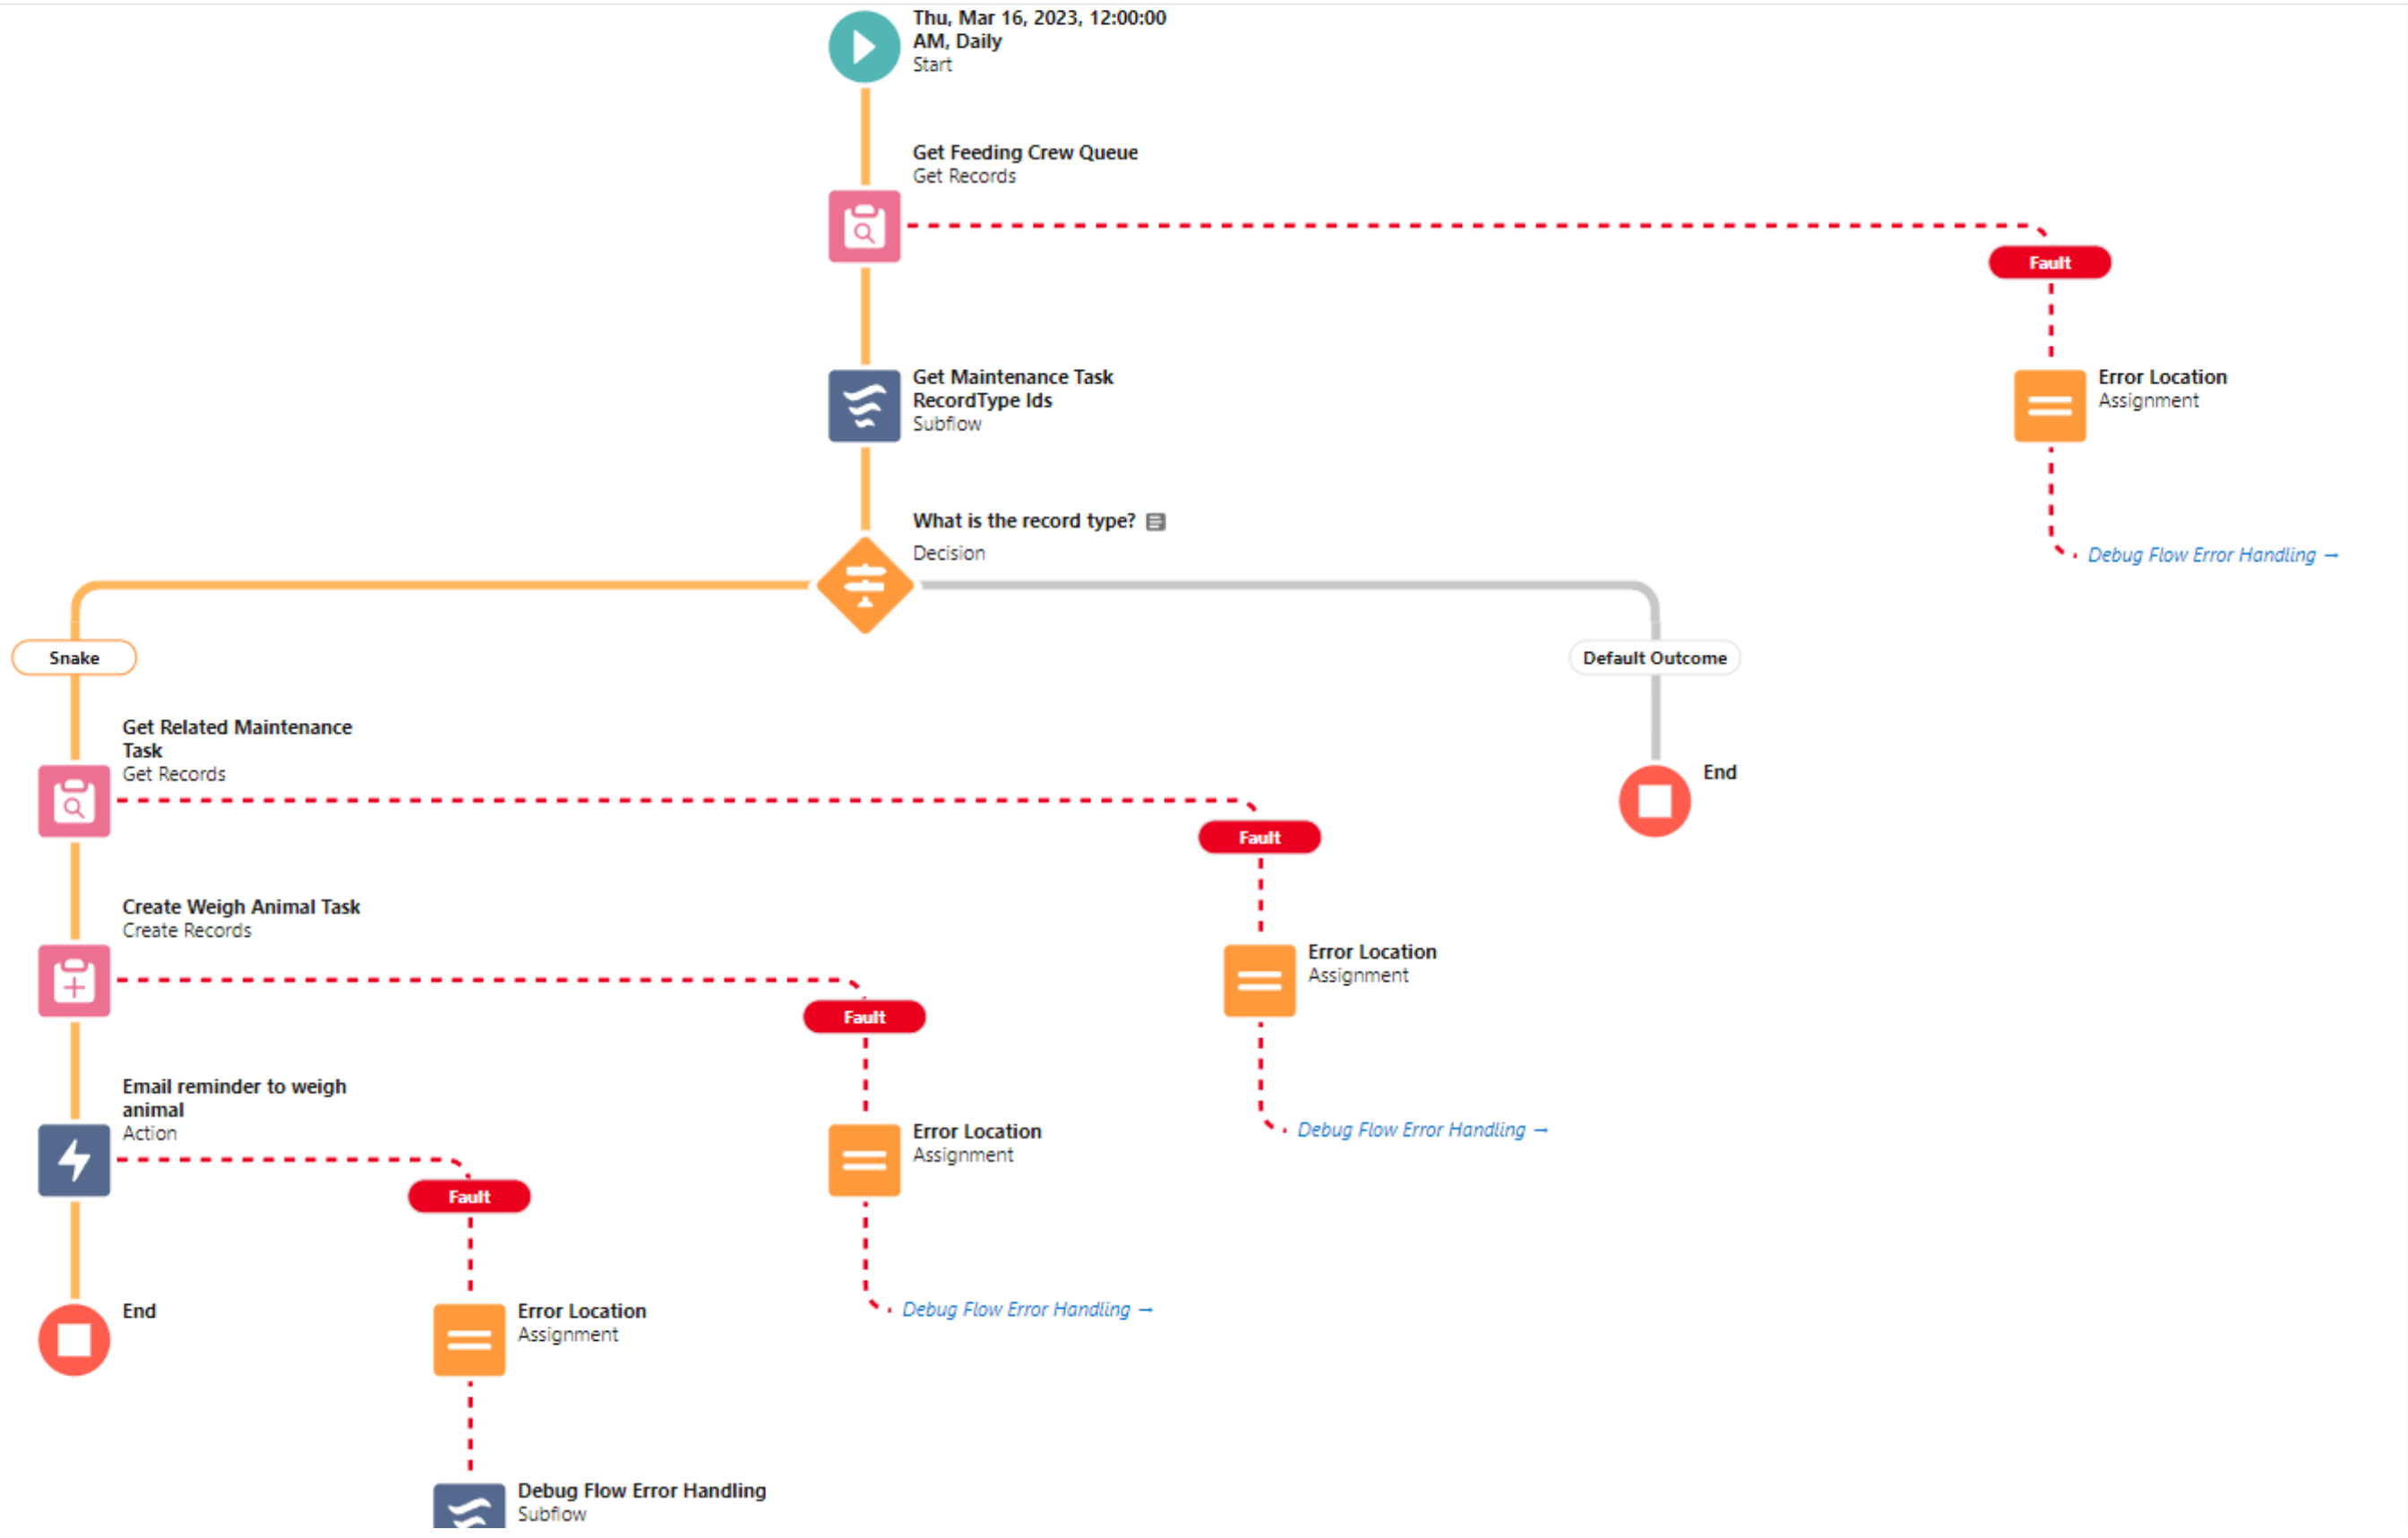 Thu, Mar 16, 2023, 12:00:00
AM, Daily
Start
Get Feeding Crew Queue
Get Records
Fault
Get Maintenance Task
RecordType Ids
Subflow
Error Location
Assignment
What is the record type?
Decision
Debug Flow Error Handling →
Snake
Default Outcome
Get Related Maintenance
Task
Get Records
End
Fault
Create Weigh Animal Task
Create Records
Error Location
Assignment
Fault
Email reminder to weigh
animal
Action
Error Location
Assignment
Debug Flow Error Handling →
Fault
End
Error Location
Assignment
Debug Flow Error Handling →
Debug Flow Error Handling
Subflow